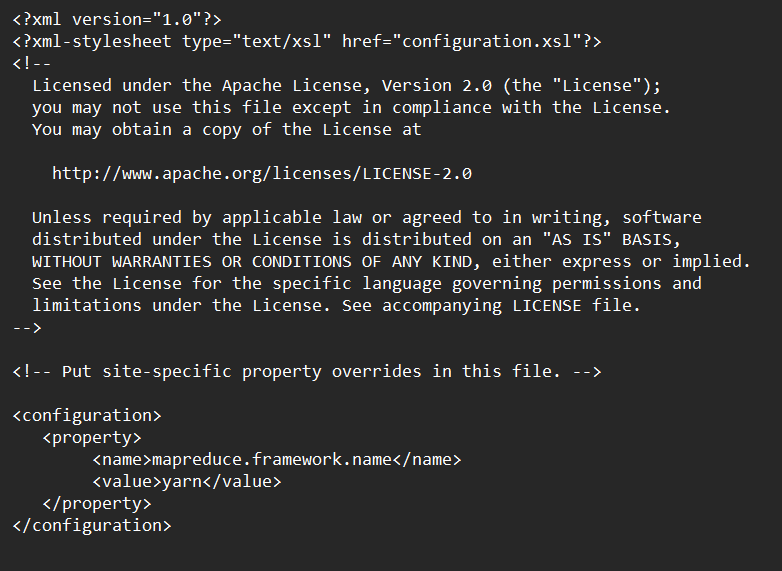 <?xml version="1.0"?>
<?xml-stylesheet type="text/xsl" href="configuration.xsl"?>
<!--
  Licensed under the Apache License, Version 2.0 (the "License");
  you may not use this file except in compliance with the License.
  You may obtain a copy of the License at

    http://www.apache.org/licenses/LICENSE-2.0

  Unless required by applicable law or agreed to in writing, software
  distributed under the License is distributed on an "AS IS" BASIS,
  WITHOUT WARRANTIES OR CONDITIONS OF ANY KIND, either express or implied.
  See the License for the specific language governing permissions and
  limitations under the License. See accompanying LICENSE file.
-->

<!-- Put site-specific property overrides in this file. -->

<configuration>
   <property>
        <name>mapreduce.framework.name</name>
        <value>yarn</value>
   </property>
</configuration>